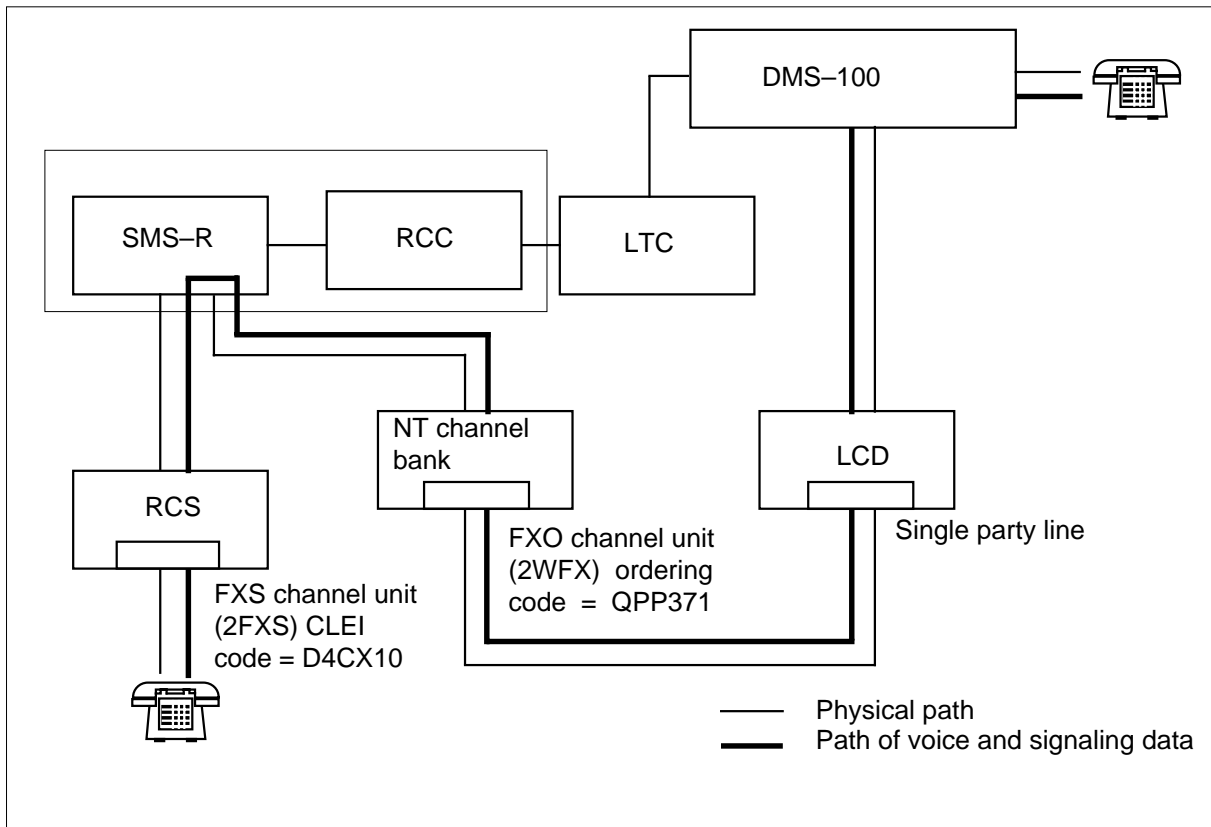 DMS–100
SMS–R
RCC
LTC
NT channel
bank
LCD
RCS
Single party line
FXO channel unit
(2WFX) ordering
code = QPP371
FXS channel unit
(2FXS) CLEI
code = D4CX10
Physical path
Path of voice and signaling data